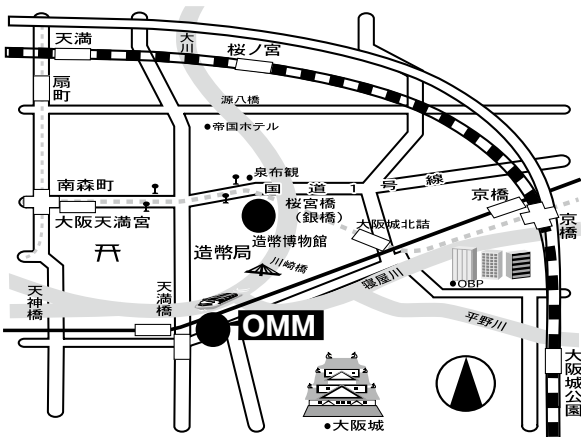 天満
大川
桜ノ宮
扇町
源八橋
帝国ホテル
泉布観
南森町
国道1号線
桜宮橋
（銀橋）
京橋
京橋
大阪天満宮
大阪城北詰
造幣博物館
造幣局
川崎橋
天神橋
天満橋
寝屋川
OBP
OMM
平野川
大阪城公園
大阪城